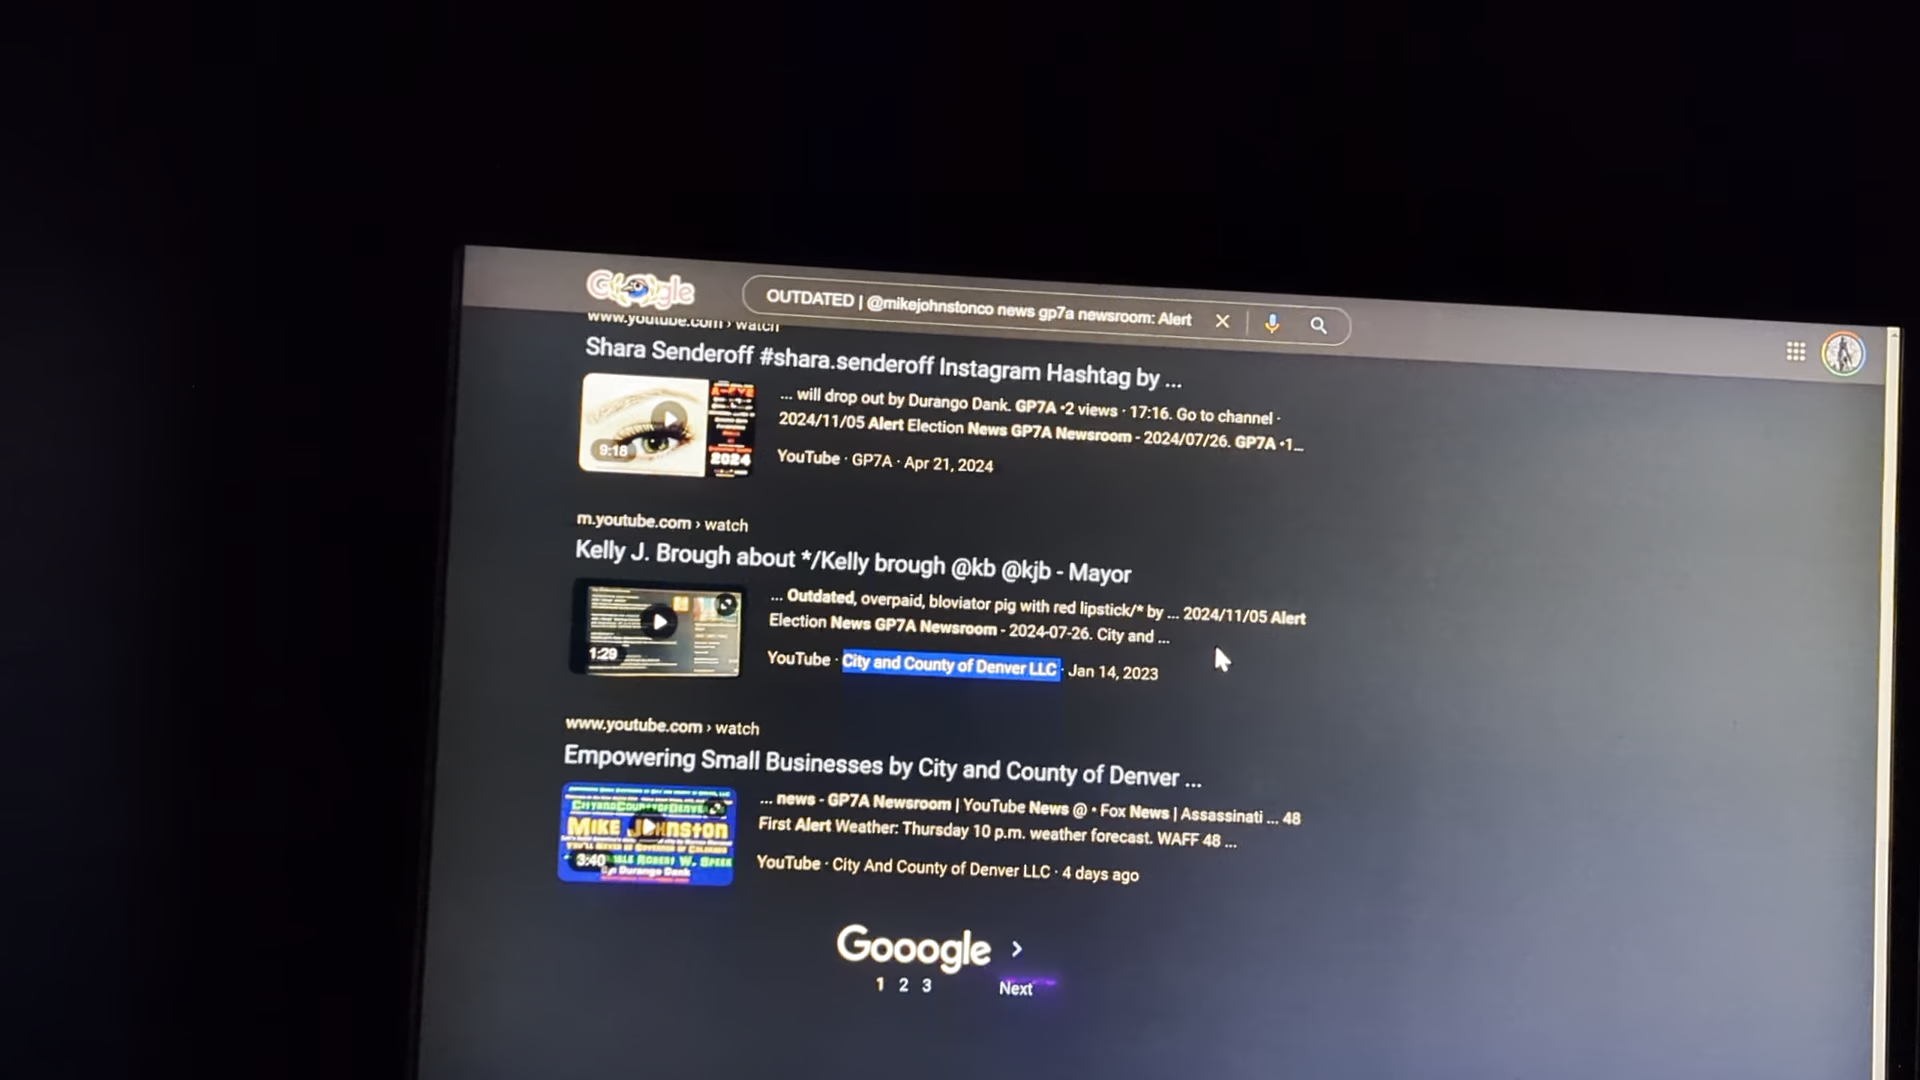 Google
OUTDATED | @mikejohnstonco news gp7a newsroom: Alert
www.youtube.com › watch
Shara Senderoff #shara.senderoff Instagram Hashtag by ...
... will drop out by Durango Dank. GP7A •2 views · 17:16. Go to channel ·
2024/11/05 Alert Election News GP7A Newsroom - 2024/07/26. GP7A •1...
9:18
2024
YouTube · GP7A · Apr 21, 2024
m.youtube.com › watch
Kelly J. Brough about */Kelly brough @kb @kjb - Mayor
... Outdated, overpaid, bloviator pig with red lipstick/* by ... 2024/11/05 Alert
Election News GP7A Newsroom - 2024-07-26. City and ...
1:29
YouTube · City and County of Denver LLC · Jan 14, 2023
www.youtube.com › watch
Empowering Small Businesses by City and County of Denver ...
... news - GP7A Newsroom | YouTube News @ • Fox News | Assassinati ... 48
First Alert Weather: Thursday 10 p.m. weather forecast. WAFF 48 ...
MIKE JOHNSTON
3:40
Robert W. Speer
Durango Dank
YouTube · City And County of Denver LLC · 4 days ago
Gooogle >
1 2 3 Next